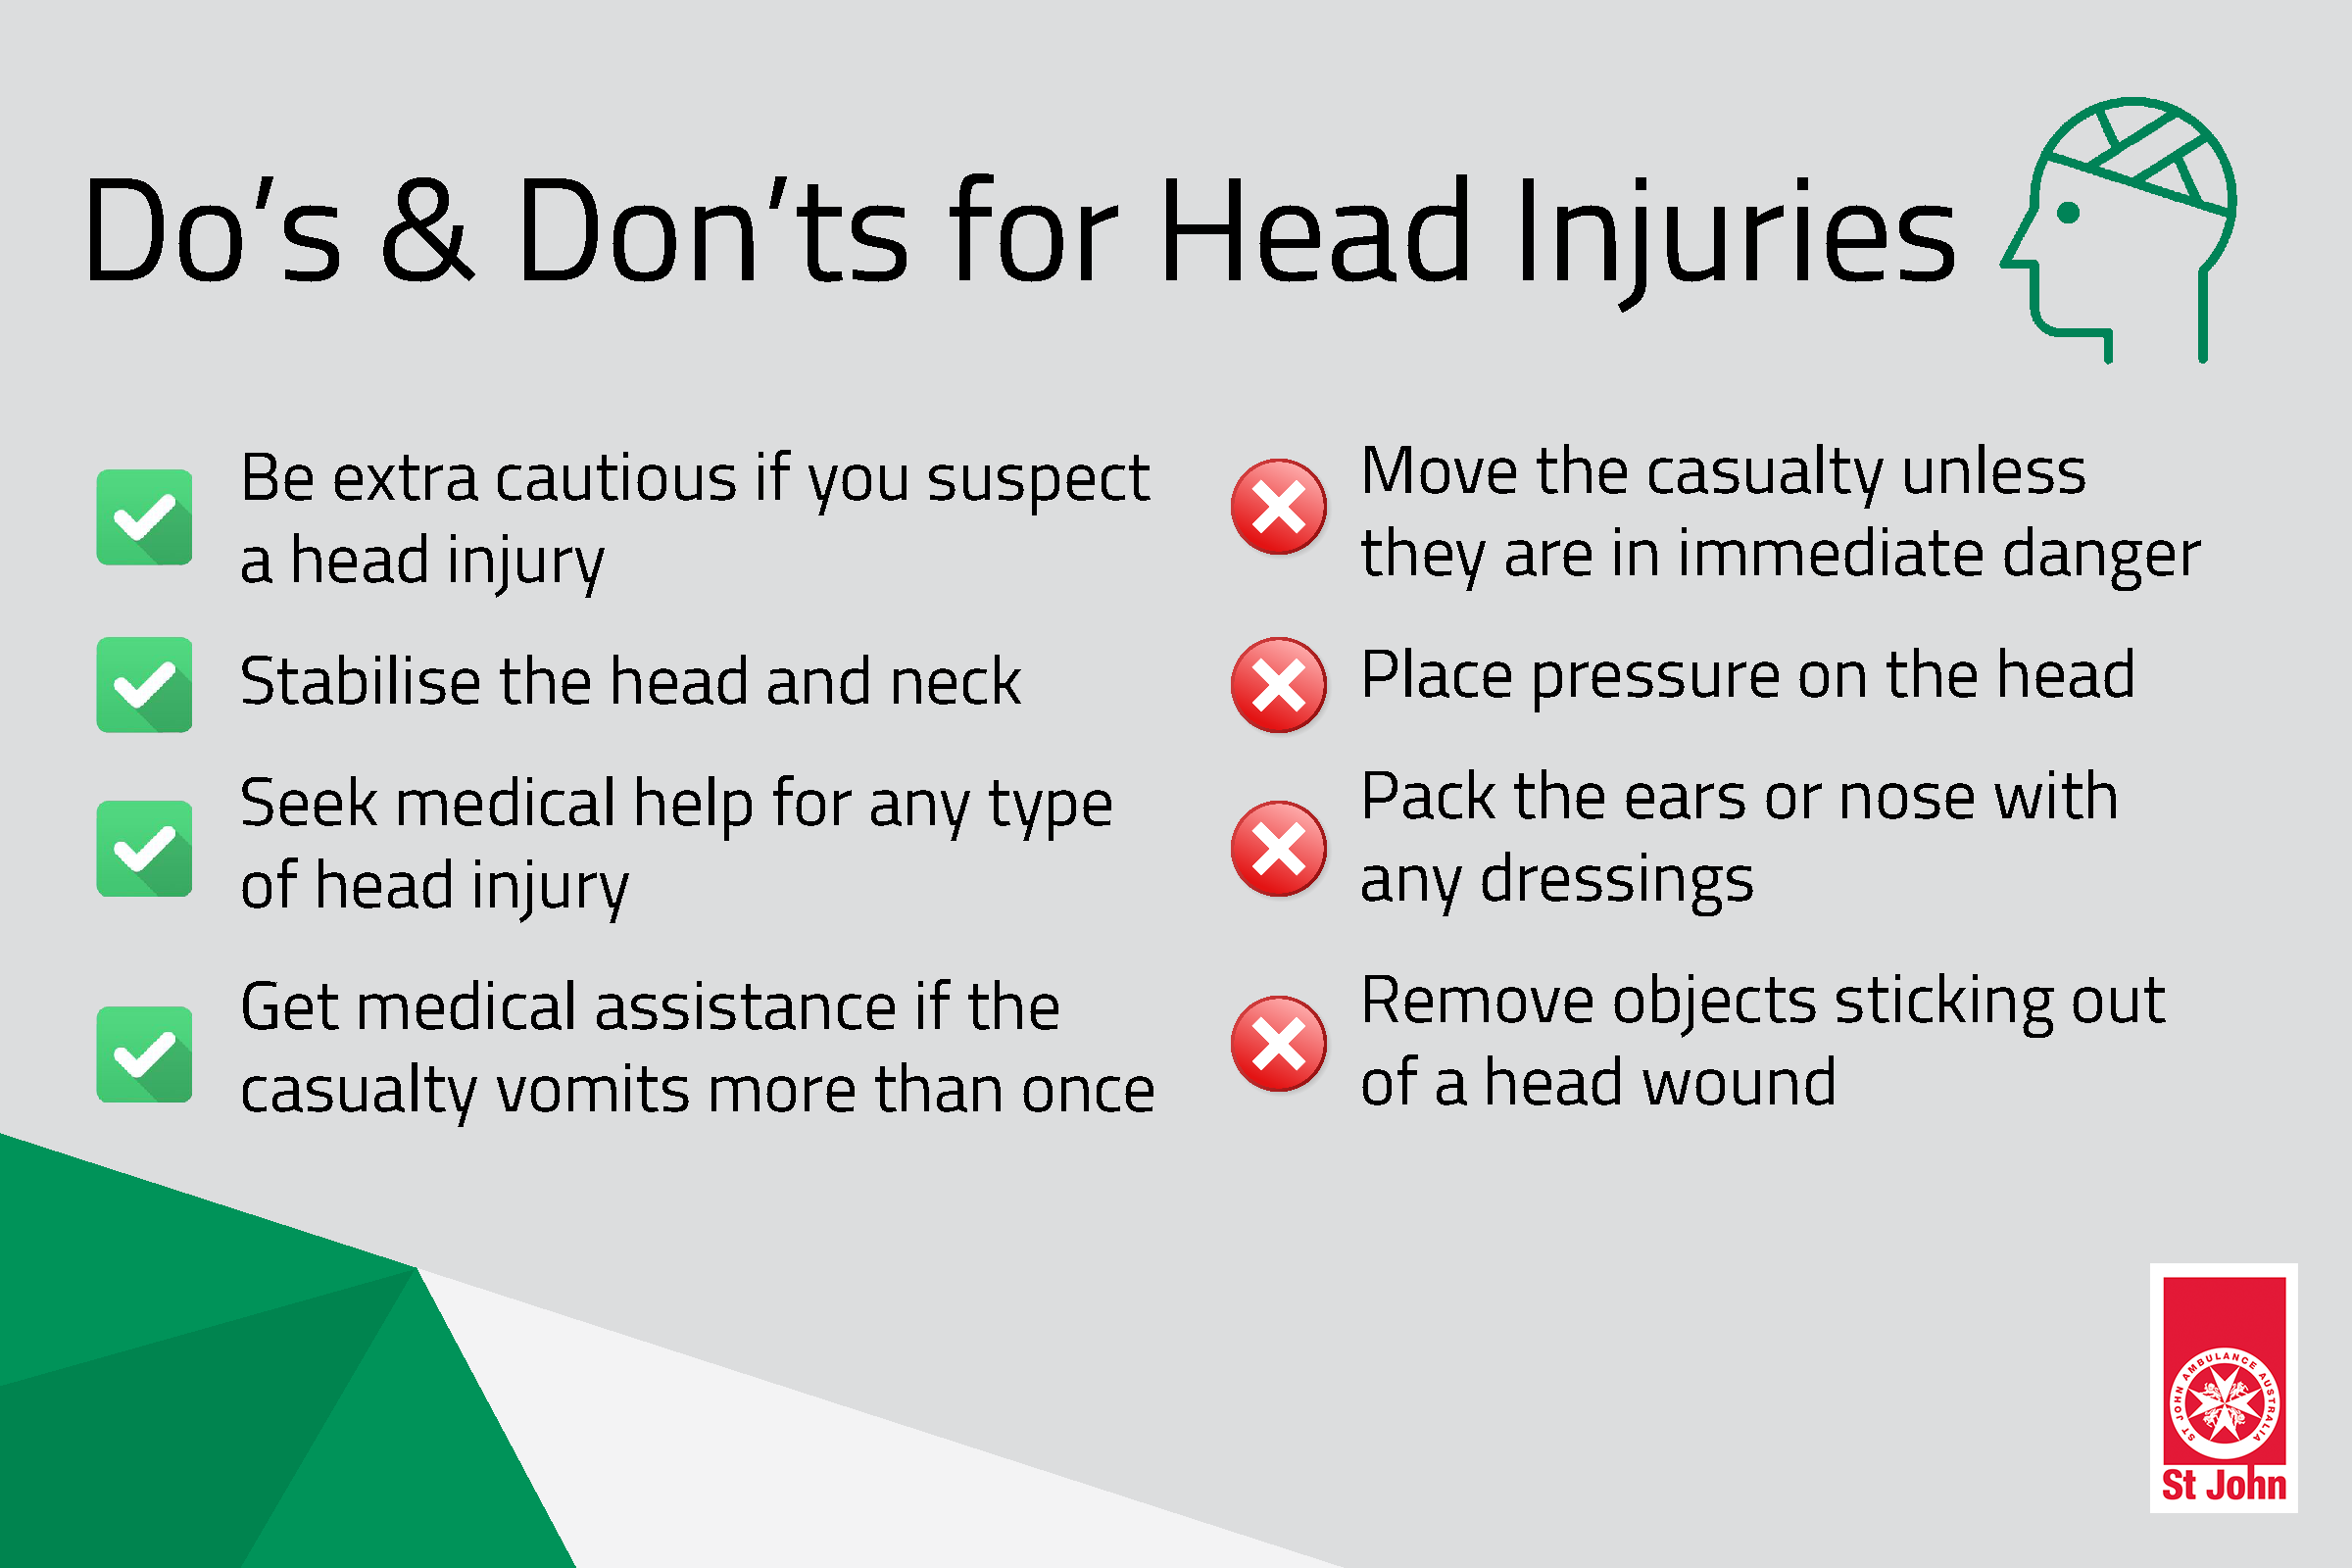 Do’s & Don’ts for Head Injuries
Be extra cautious if you suspect
a head injury
Stabilise the head and neck
Seek medical help for any type
of head injury
Get medical assistance if the
casualty vomits more than once
Move the casualty unless
they are in immediate danger
Place pressure on the head
Pack the ears or nose with
any dressings
Remove objects sticking out
of a head wound
ST JOHN AMBULANCE AUSTRALIA
St John